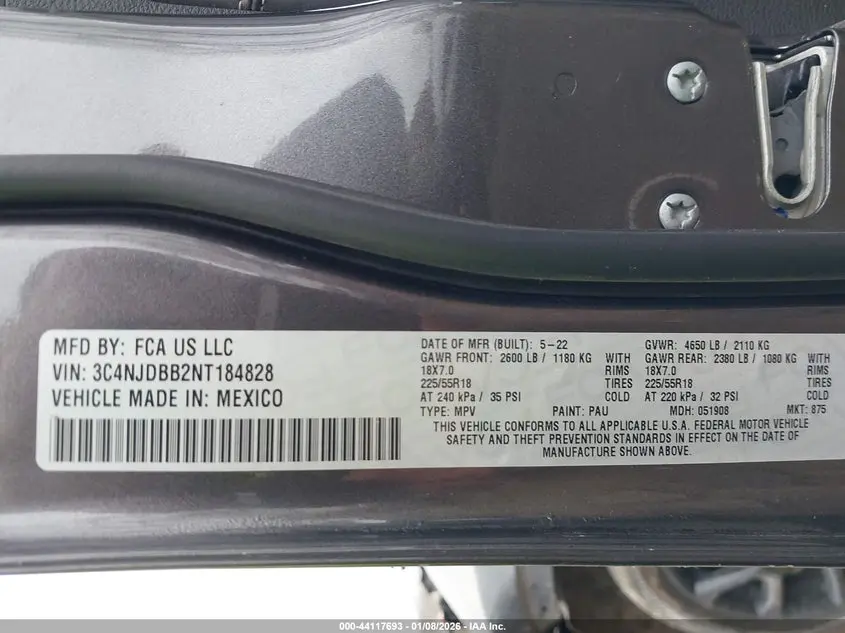 MFD BY: FCA US LLC
VIN: 3C4NJDBB2NT184828
VEHICLE MADE IN: MEXICO
DATE OF MFR (BUILT): 5-22 GVWR: 4650 LB / 2110 KG
GAWR FRONT: 2600 LB / 1180 KG GAWR REAR: 2380 LB / 1080 KG
18X7.0 RIMS 18X7.0 RIMS
225/55R18 TIRES 225/55R18 TIRES
AT 240 kPa / 35 PSI COLD AT 220 kPa / 32 PSI COLD
TYPE: MPV PAINT: PAU MDH: 051908 MKT: 875
THIS VEHICLE CONFORMS TO ALL APPLICABLE U.S.A. FEDERAL MOTOR VEHICLE
SAFETY AND THEFT PREVENTION STANDARDS IN EFFECT ON THE DATE OF
MANUFACTURE SHOWN ABOVE.
000-44117693 - 01/08/2026 - IAA, Inc.